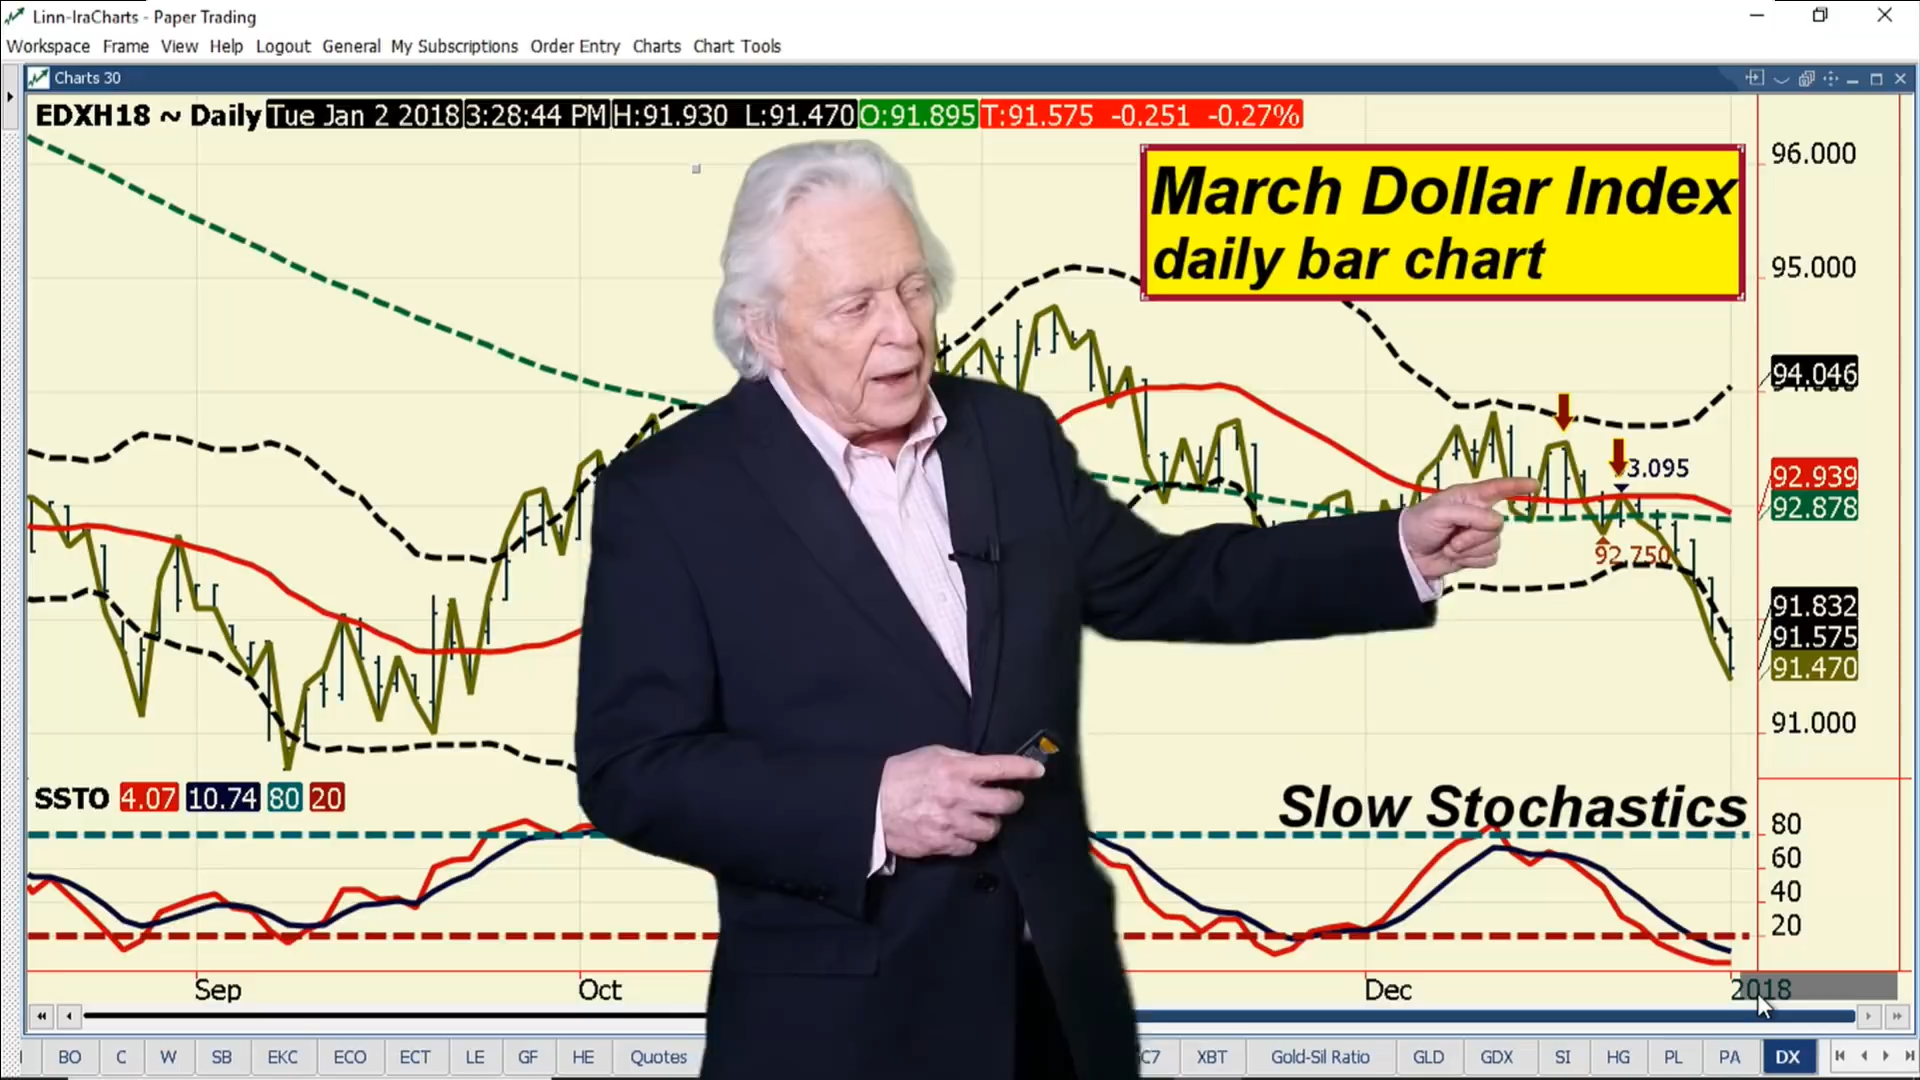 Linn-IraCharts - Paper Trading
Workspace Frame View Help Logout General My Subscriptions Order Entry Charts Chart Tools
Charts 30
EDXH18 ~ Daily Tue Jan 2 2018 3:28:44 PM H:91.930 L:91.470 O:91.895 T:91.575 -0.251 -0.27%
March Dollar Index
daily bar chart
96.000
95.000
94.046
3.095
92.939
92.878
92.750
91.832
91.575
91.470
91.000
SSTO 4.07 10.74 80 20
Slow Stochastics
80
60
40
20
Sep Oct Dec 2018
BO C W SB EKC ECO ECT LE GF HE Quotes C7 XBT Gold-Sil Ratio GLD GDX SI HG PL PA DX